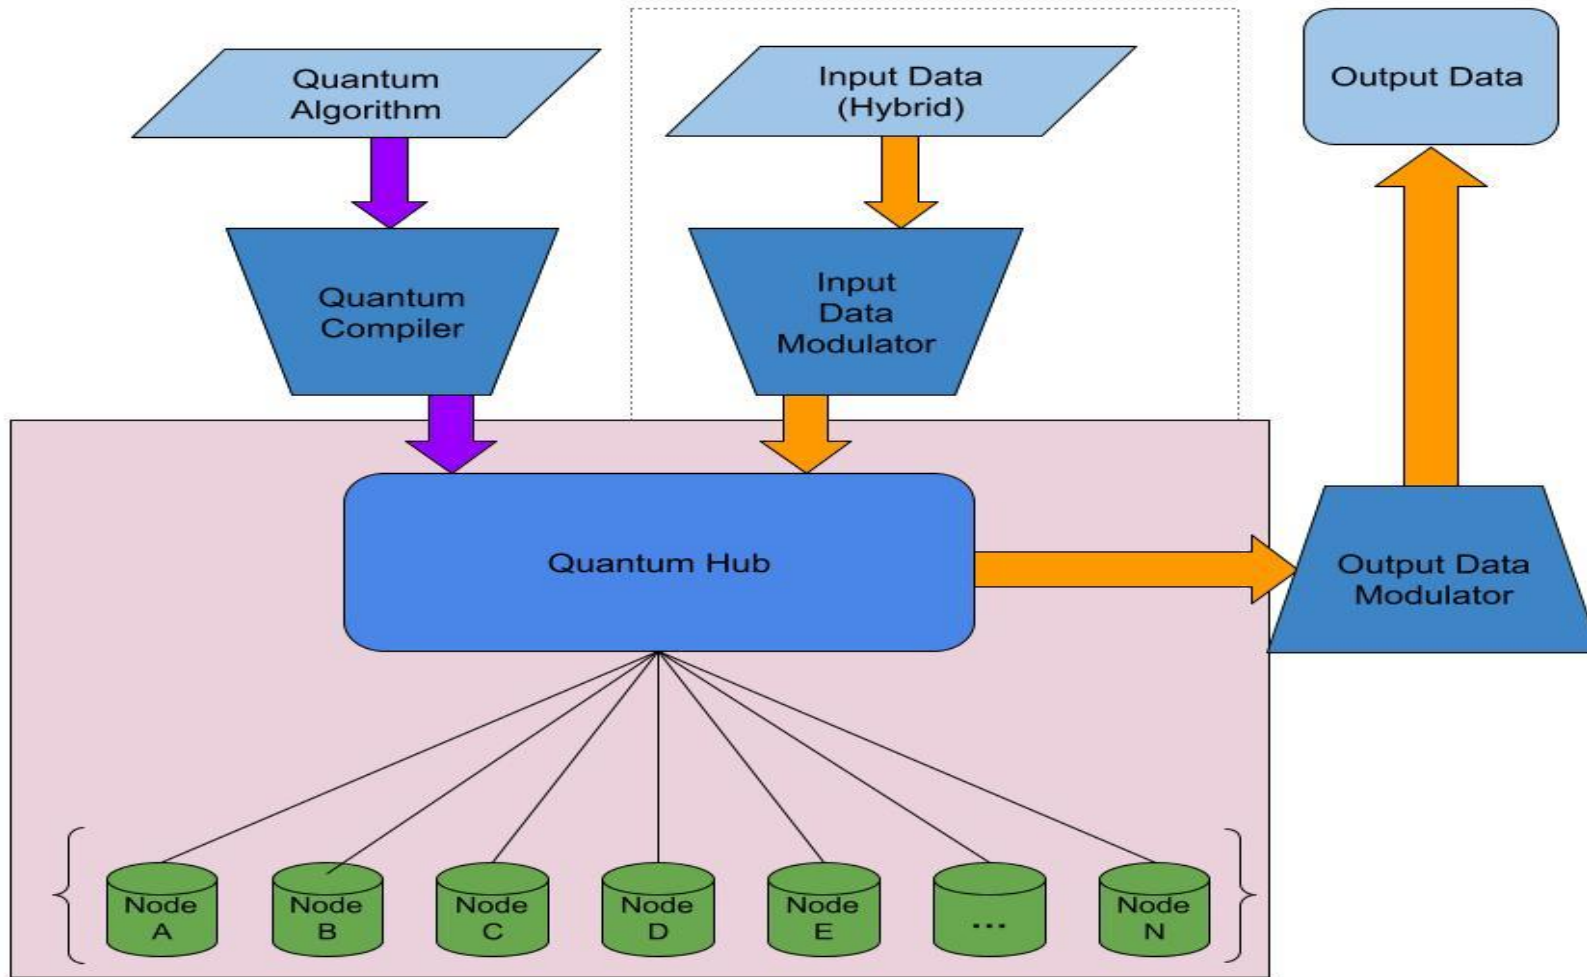 Quantum
Algorithm
Input Data
(Hybrid)
Output Data
Quantum
Compiler
Input
Data
Modulator
Quantum Hub
Output Data
Modulator
Node
A
Node
B
Node
C
Node
D
Node
E
...
Node
N